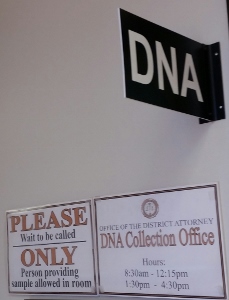 DNA
PLEASE
Wait to be called
ONLY
Person providing
sample allowed in room
OFFICE OF THE DISTRICT ATTORNEY
DNA Collection Office
Hours:
8:30am - 12:15pm
1:30pm - 4:30pm